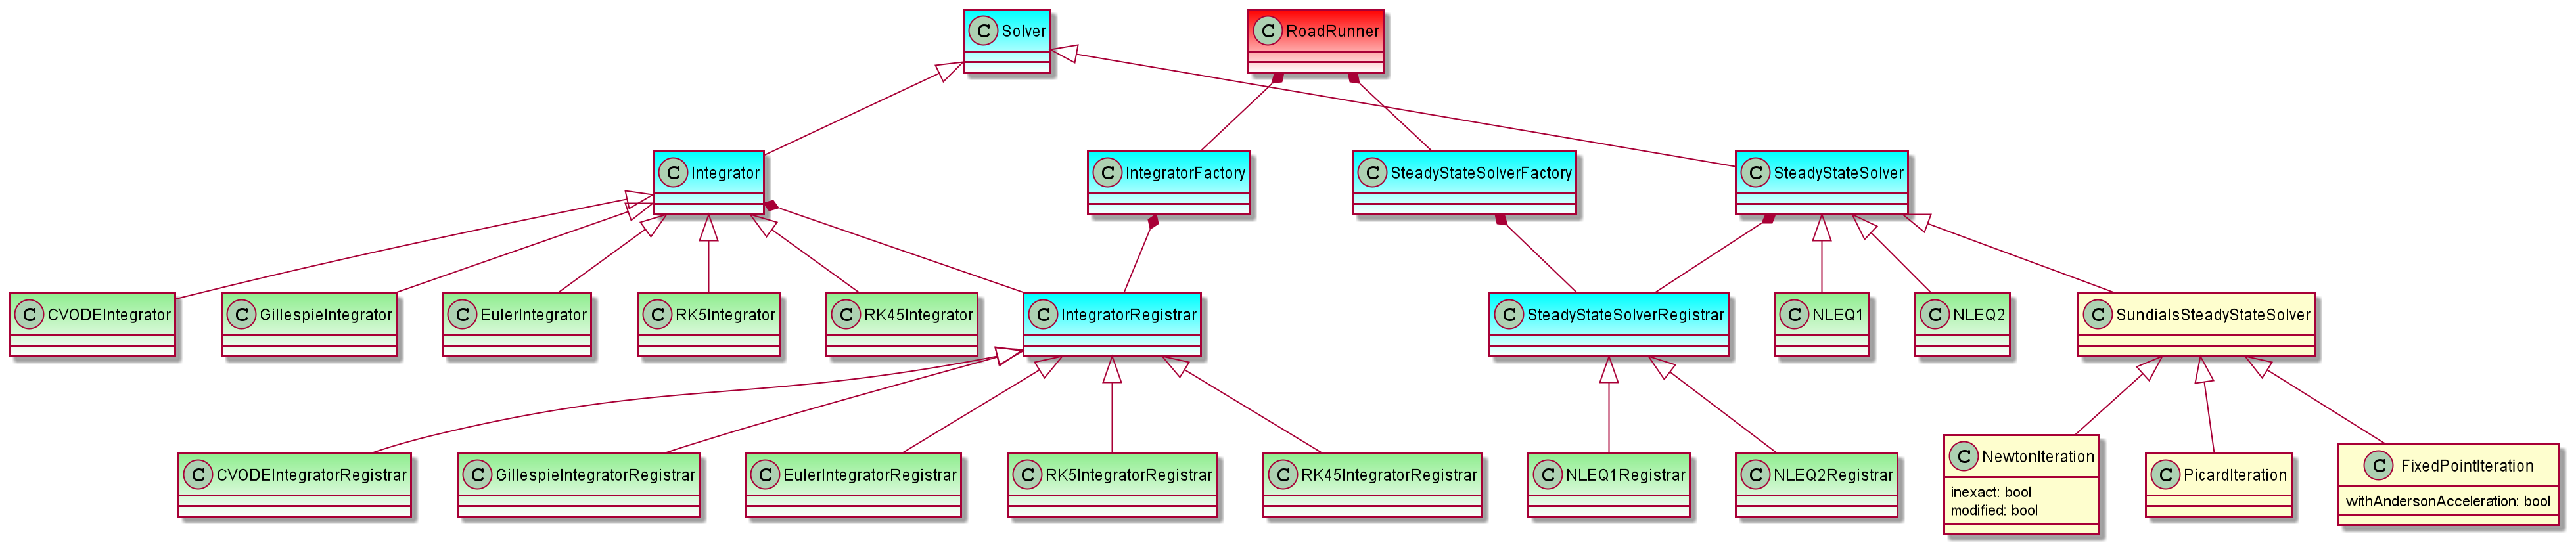 C Solver
C RoadRunner
C Integrator
C IntegratorFactory
C SteadyStateSolverFactory
C SteadyStateSolver
C CVODEIntegrator
C GillespieIntegrator
C EulerIntegrator
C RK5Integrator
C RK45Integrator
C IntegratorRegistrar
C SteadyStateSolverRegistrar
C NLEQ1
C NLEQ2
C SundialsSteadyStateSolver
C CVODEIntegratorRegistrar
C GillespieIntegratorRegistrar
C EulerIntegratorRegistrar
C RK5IntegratorRegistrar
C RK45IntegratorRegistrar
C NLEQ1Registrar
C NLEQ2Registrar
C NewtonIteration
inexact: bool
modified: bool
C PicardIteration
C FixedPointIteration
withAndersonAcceleration: bool